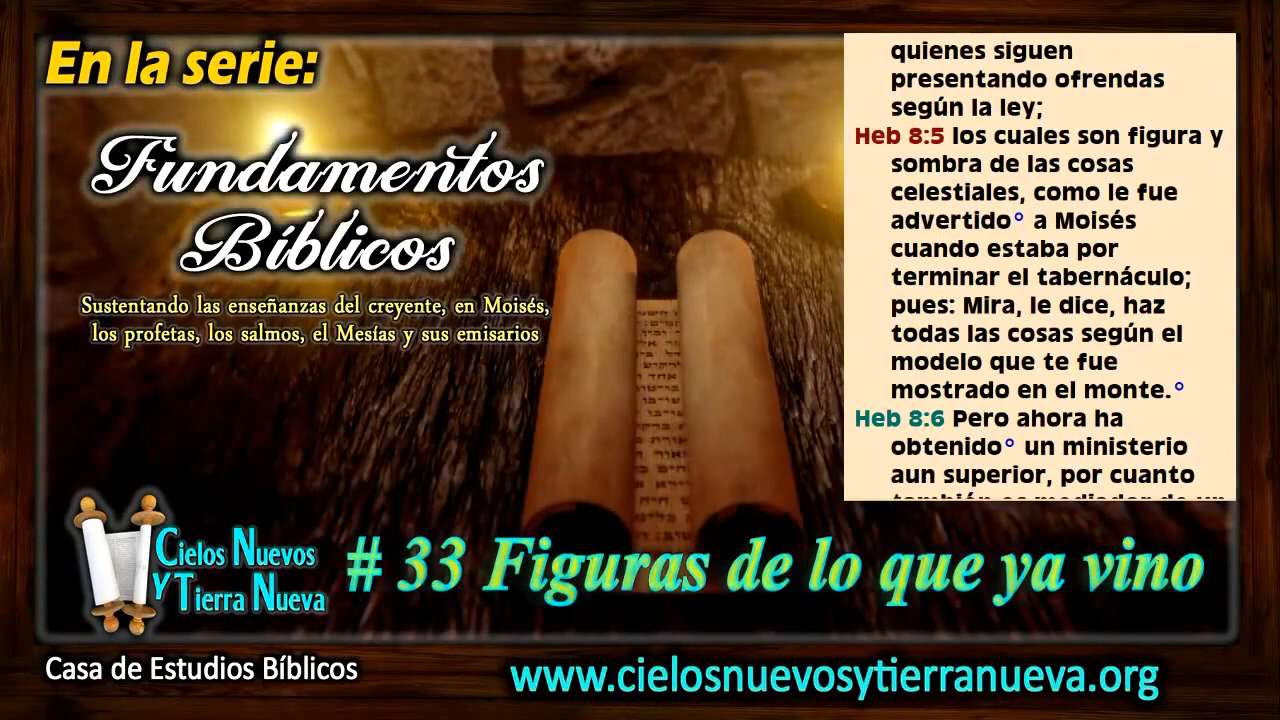 En la serie:
Fundamentos
Bíblicos
Sustentando las enseñanzas del creyente, en Moisés,
los profetas, los salmos, el Mesías y sus emisarios
quienes siguen
presentando ofrendas
según la ley;
Heb 8:5 los cuales son figura y
sombra de las cosas
celestiales, como le fue
advertido° a Moisés
cuando estaba por
terminar el tabernáculo;
pues: Mira, le dice, haz
todas las cosas según el
modelo que te fue
mostrado en el monte.°
Heb 8:6 Pero ahora ha
obtenido° un ministerio
aun superior, por cuanto
también es mediador de un
Cielos Nuevos
Y Tierra Nueva
# 33 Figuras de lo que ya vino
Casa de Estudios Bíblicos
www.cielosnuevosytierranueva.org